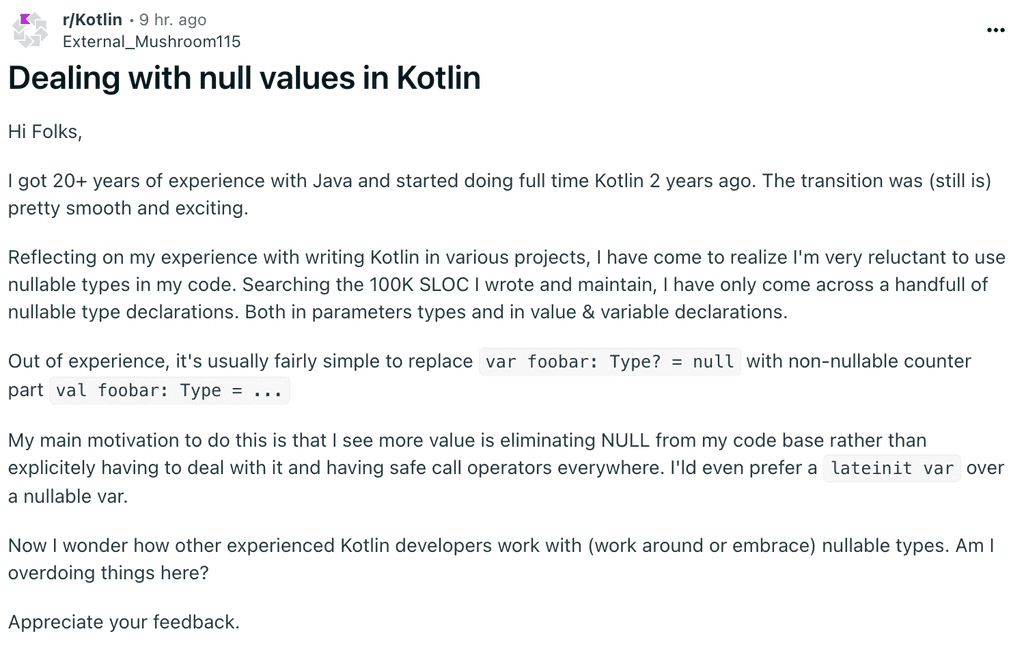 r/Kotlin • 9 hr. ago
External_Mushroom115
Dealing with null values in Kotlin
Hi Folks,
I got 20+ years of experience with Java and started doing full time Kotlin 2 years ago. The transition was (still is)
pretty smooth and exciting.
Reflecting on my experience with writing Kotlin in various projects, I have come to realize I'm very reluctant to use
nullable types in my code. Searching the 100K SLOC I wrote and maintain, I have only come across a handfull of
nullable type declarations. Both in parameters types and in value & variable declarations.
Out of experience, it's usually fairly simple to replace var foobar: Type? = null with non-nullable counter
part val foobar: Type = ...
My main motivation to do this is that I see more value is eliminating NULL from my code base rather than
explicitely having to deal with it and having safe call operators everywhere. I'ld even prefer a lateinit var over
a nullable var.
Now I wonder how other experienced Kotlin developers work with (work around or embrace) nullable types. Am I
overdoing things here?
Appreciate your feedback.